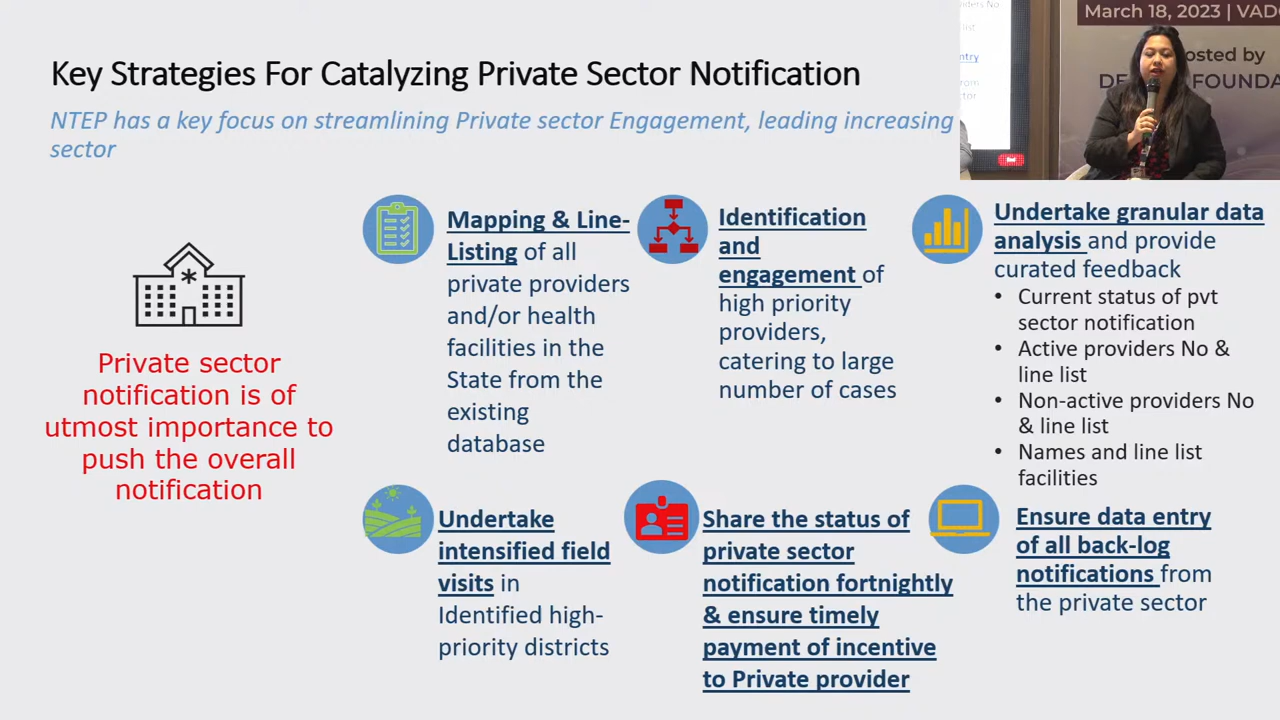 Key Strategies For Catalyzing Private Sector Notification
NTEP has a key focus on streamlining Private sector Engagement, leading increasing
sector
Private sector
notification is of
utmost importance to
push the overall
notification
Mapping & Line-
Listing of all
private providers
and/or health
facilities in the
State from the
existing
database
Identification
and
engagement of
high priority
providers,
catering to large
number of cases
Undertake granular data
analysis and provide
curated feedback
• Current status of pvt
sector notification
• Active providers No &
line list
• Non-active providers No
& line list
• Names and line list
facilities
Undertake
intensified field
visits in
Identified high-
priority districts
Share the status of
private sector
notification fortnightly
& ensure timely
payment of incentive
to Private provider
Ensure data entry
of all back-log
notifications from
the private sector
March 18, 2023 | VAD
osted by
DE
FOUNDA